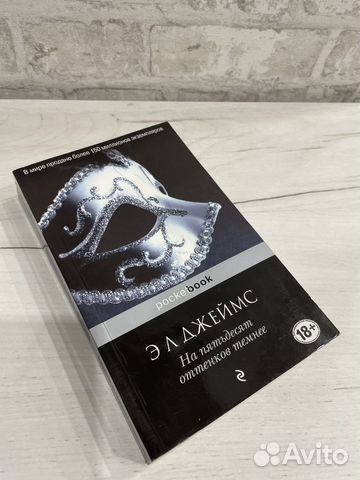 В мире продано более 150 миллионов экземпляров
pocketbook
Э Л ДЖЕЙМС
На пятьдесят
оттенков темнее
18+
Avito